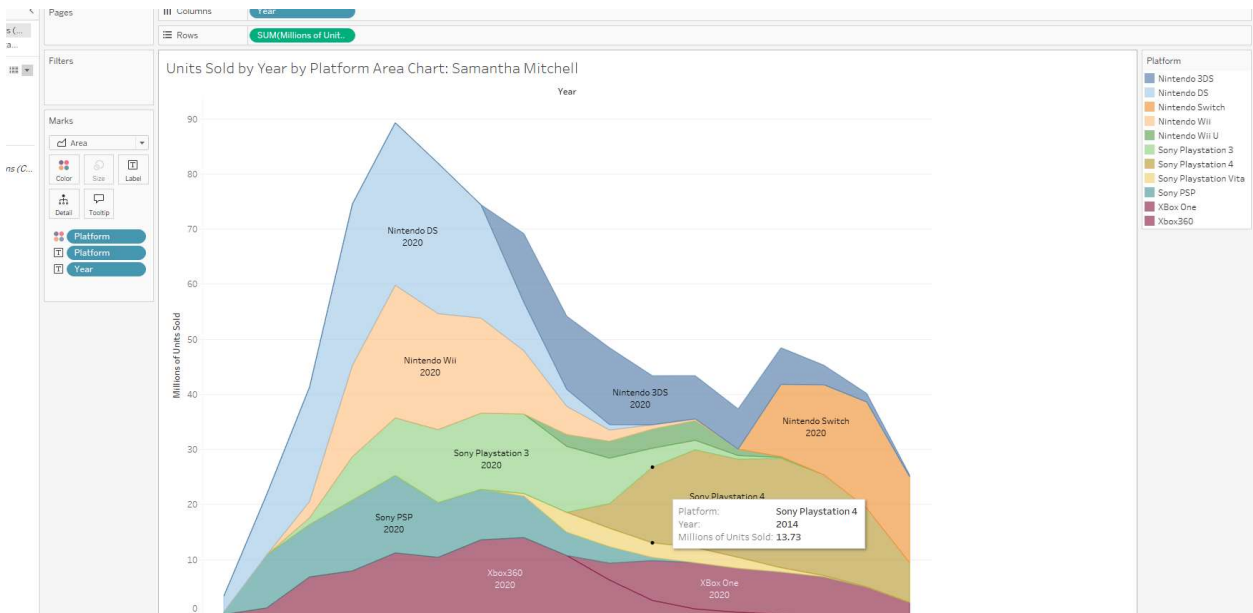 Pages
Columns
Year
Rows
SUM(Millions of Unit..
s (...
a...
Filters
Marks
Area
Color
Size
Label
Detail
Tooltip
Platform
Platform
Year
ns (C...
Units Sold by Year by Platform Area Chart: Samantha Mitchell
Year
Millions of Units Sold
90
80
70
60
50
40
30
20
10
0
Nintendo DS
2020
Nintendo Wii
2020
Nintendo 3DS
2020
Nintendo Switch
2020
Sony Playstation 3
2020
Sony Playstation 4
Sony PSP
2020
Xbox360
2020
XBox One
2020
Platform: Sony Playstation 4
Year: 2014
Millions of Units Sold: 13.73
Platform
Nintendo 3DS
Nintendo DS
Nintendo Switch
Nintendo Wii
Nintendo Wii U
Sony Playstation 3
Sony Playstation 4
Sony Playstation Vita
Sony PSP
XBox One
Xbox360